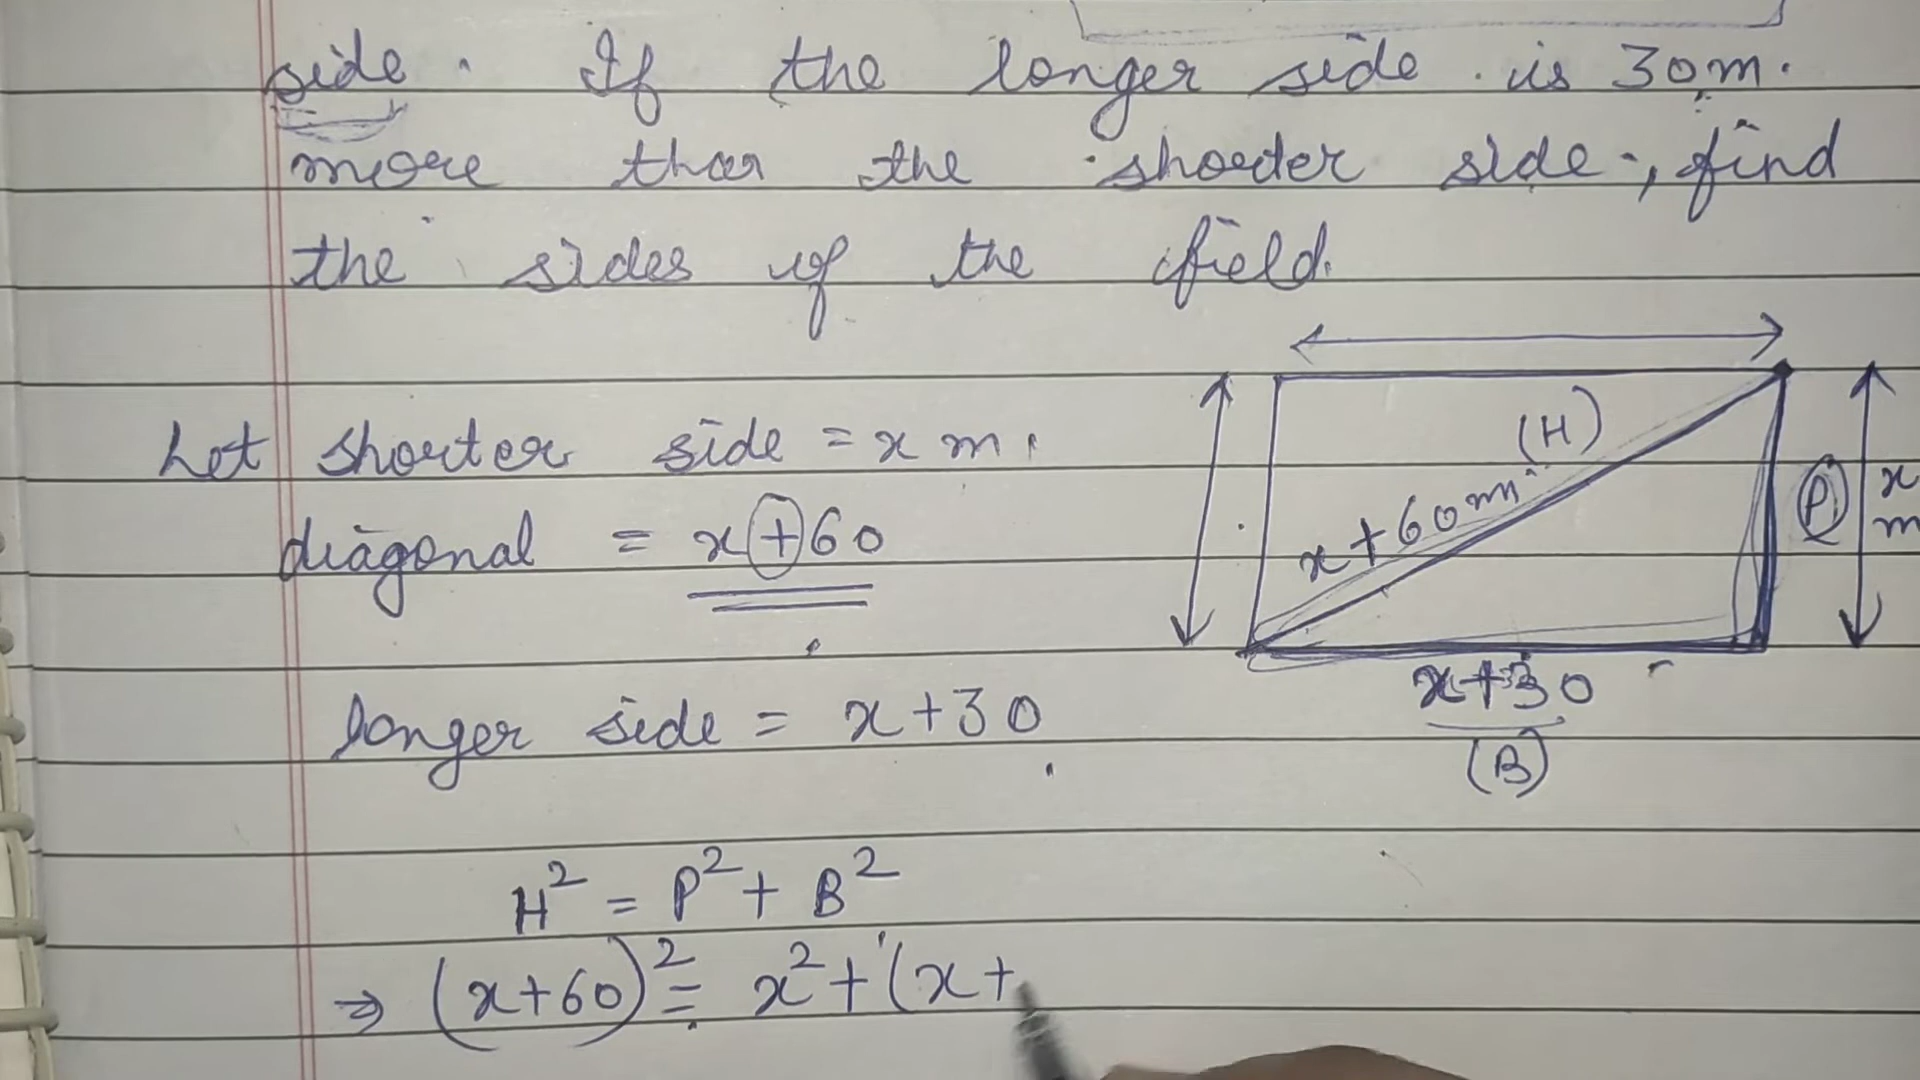 side. If the longer side is 30m.
more than the shorter side, find
the sides of the field.
Let shorter side = x m.
diagonal = x+60
longer side = x+30
(H)
x+60m
(P)
x
m
x+30
(B)
H² = P² + B²
⇒ (x+60)² = x² + (x+